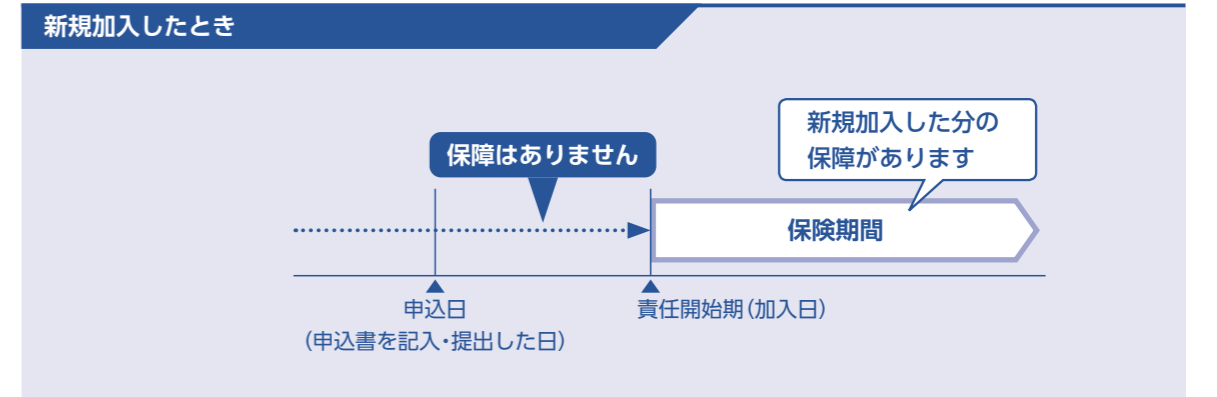 新規加入したとき
新規加入した分の
保障があります
保障はありません
保険期間
申込日
(申込書を記入・提出した日)
責任開始期(加入日)